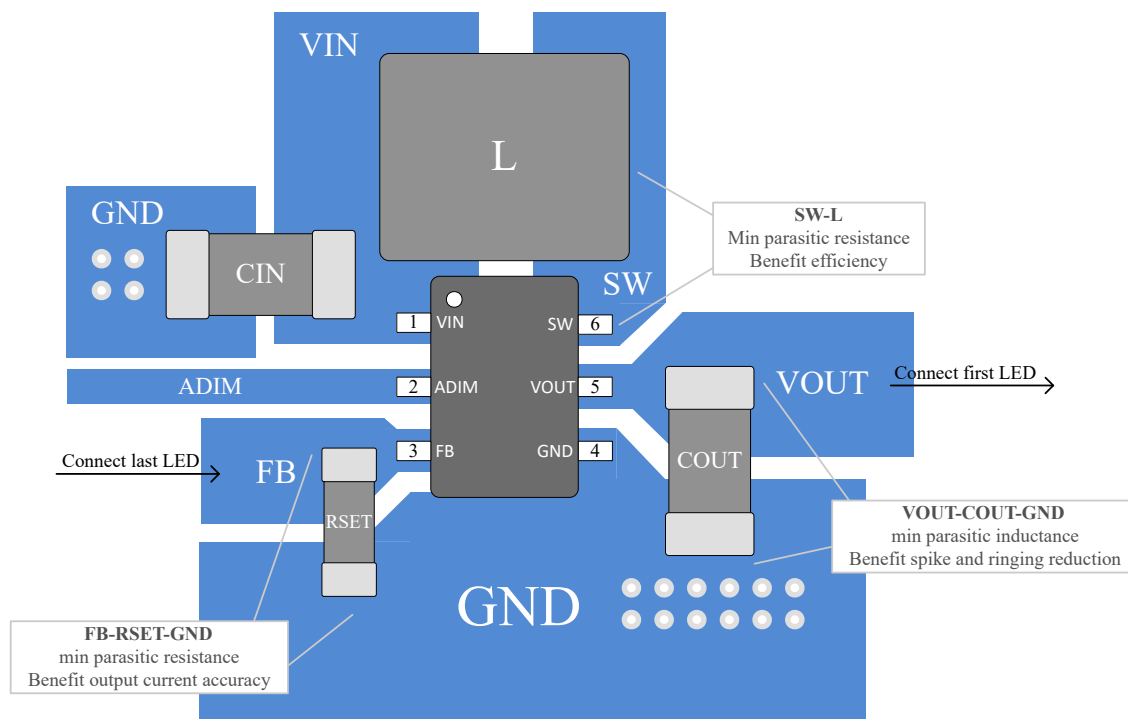 VIN
L
GND
CIN
SW-L
Min parasitic resistance
Benefit efficiency
SW
1 VIN
SW 6
ADIM
2 ADIM
VOUT 5
VOUT
Connect first LED
3 FB
GND 4
Connect last LED
FB
COUT
RSET
VOUT-COUT-GND
min parasitic inductance
Benefit spike and ringing reduction
GND
FB-RSET-GND
min parasitic resistance
Benefit output current accuracy